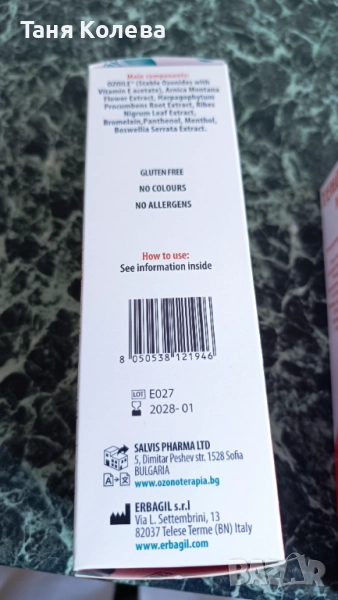 Таня Колева
Main components:
OZOILE® (Stable Ozonides with
Vitamin E acetate), Arnica Montana
Flower Extract, Harpagophytum
Procumbens Root Extract, Ribes
Nigrum Leaf Extract,
Bromelain,Panthenol, Menthol,
Boswellia Serrata Extract.
GLUTEN FREE
NO COLOURS
NO ALLERGENS
How to use:
See information inside
8 050538 121946
LOT E027
2028-01
SALVIS PHARMA LTD
5, Dimitar Peshev str. 1528 Sofia
BULGARIA
www.ozonoterapia.bg
ERBAGIL s.r.l
Via L. Settembrini, 13
82037 Telese Terme (BN) Italy
www.erbagil.com